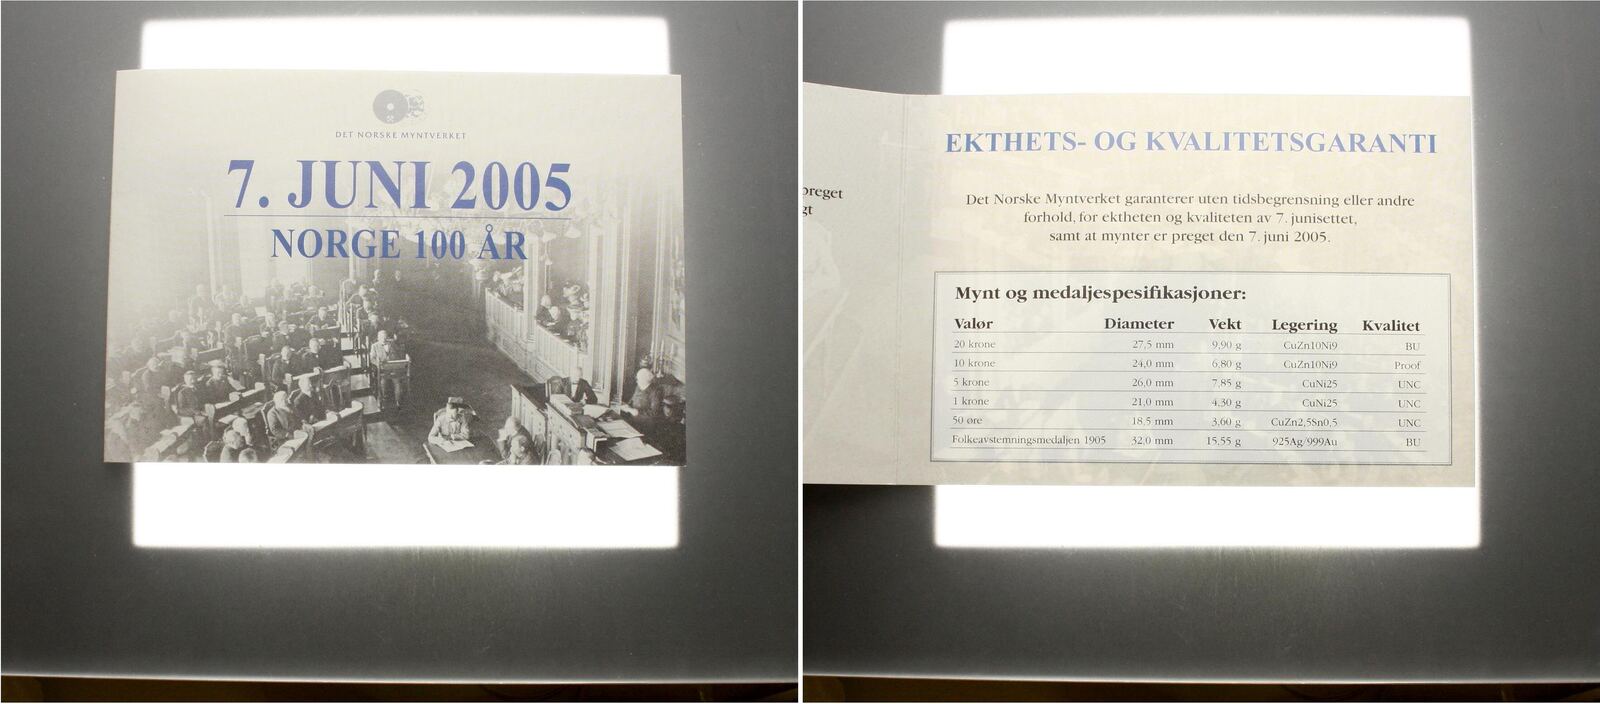 DET NORSKE MYNTVERKET
7. JUNI 2005
NORGE 100 ÅR
EKTHETS- OG KVALITETSGARANTI
Det Norske Myntverket garanterer uten tidsbegrensning eller andre
forhold, for ektheten og kvaliteten av 7. junisettet,
samt at mynter er preget den 7. juni 2005.
Mynt og medaljespesifikasjoner:
Valør Diameter Vekt Legering Kvalitet
20 krone 27,5 mm 9,90 g CuZn10Ni9 BU
10 krone 24,0 mm 6,80 g CuZn10Ni9 Proof
5 krone 26,0 mm 7,85 g CuNi25 UNC
1 krone 21,0 mm 4,30 g CuNi25 UNC
50 øre 18,5 mm 3,60 g CuZn2,5Sn0,5 UNC
Folkeavstemningsmedaljen 1905 32,0 mm 15,55 g 925Ag/999Au BU